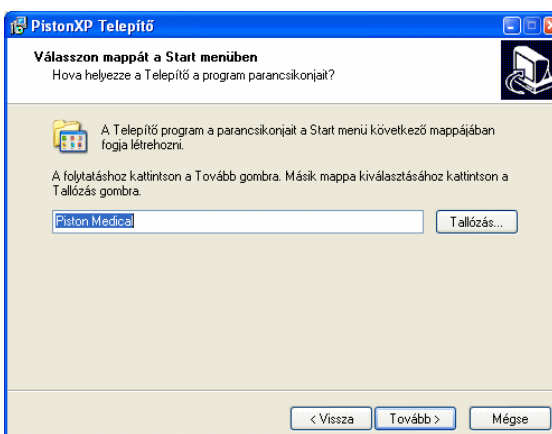 PistonXP Telepítő
Válasszon mappát a Start menüben
Hova helyezze a Telepítő a program parancsikonjait?
A Telepítő program a parancsikonjait a Start menü következő mappájában
fogja létrehozni.
A folytatáshoz kattintson a Tovább gombra. Másik mappa kiválasztásához kattintson a
Tallózás gombra.
Piston Medical
Tallózás...
< Vissza
Tovább >
Mégse